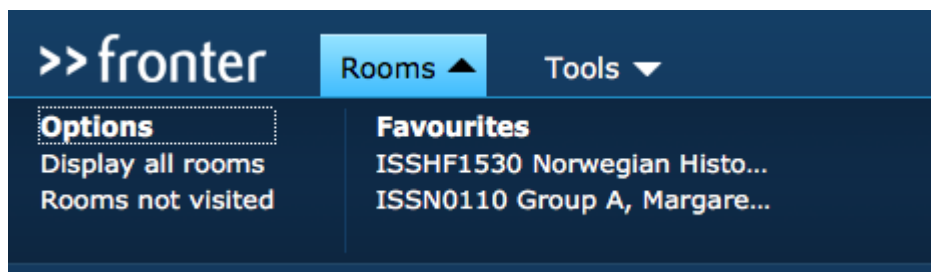 >>fronter
Rooms ▲ Tools ▼
Options
Display all rooms
Rooms not visited
Favourites
ISSHF1530 Norwegian Histo...
ISSN0110 Group A, Margare...